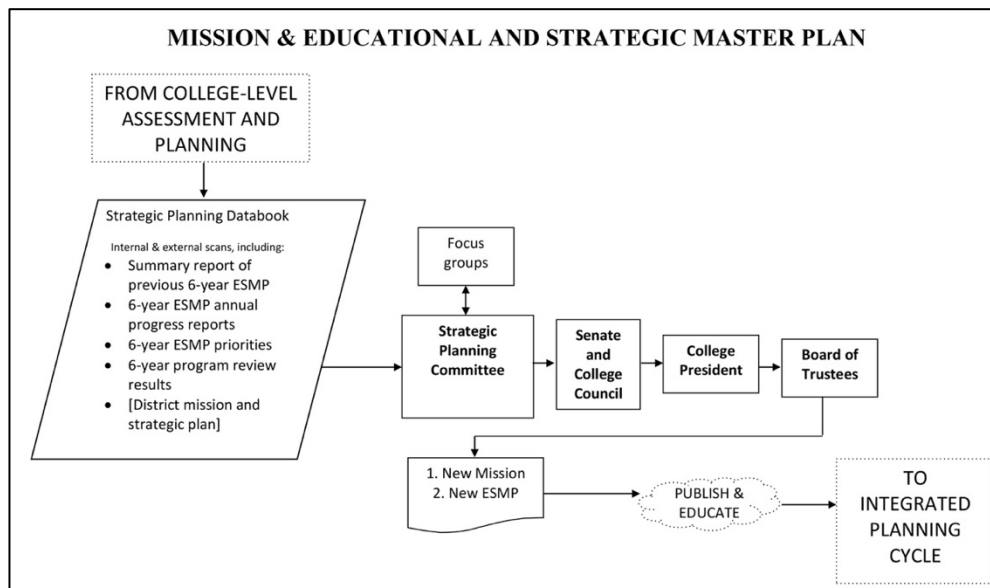 MISSION & EDUCATIONAL AND STRATEGIC MASTER PLAN
FROM COLLEGE-LEVEL
ASSESSMENT AND
PLANNING
Strategic Planning Databook
Internal & external scans, including:
• Summary report of
previous 6-year ESMP
• 6-year ESMP annual
progress reports
• 6-year ESMP priorities
• 6-year program review
results
• [District mission and
strategic plan]
Focus
groups
Strategic
Planning
Committee
Senate
and
College
Council
College
President
Board of
Trustees
1. New Mission
2. New ESMP
PUBLISH &
EDUCATE
TO
INTEGRATED
PLANNING
CYCLE